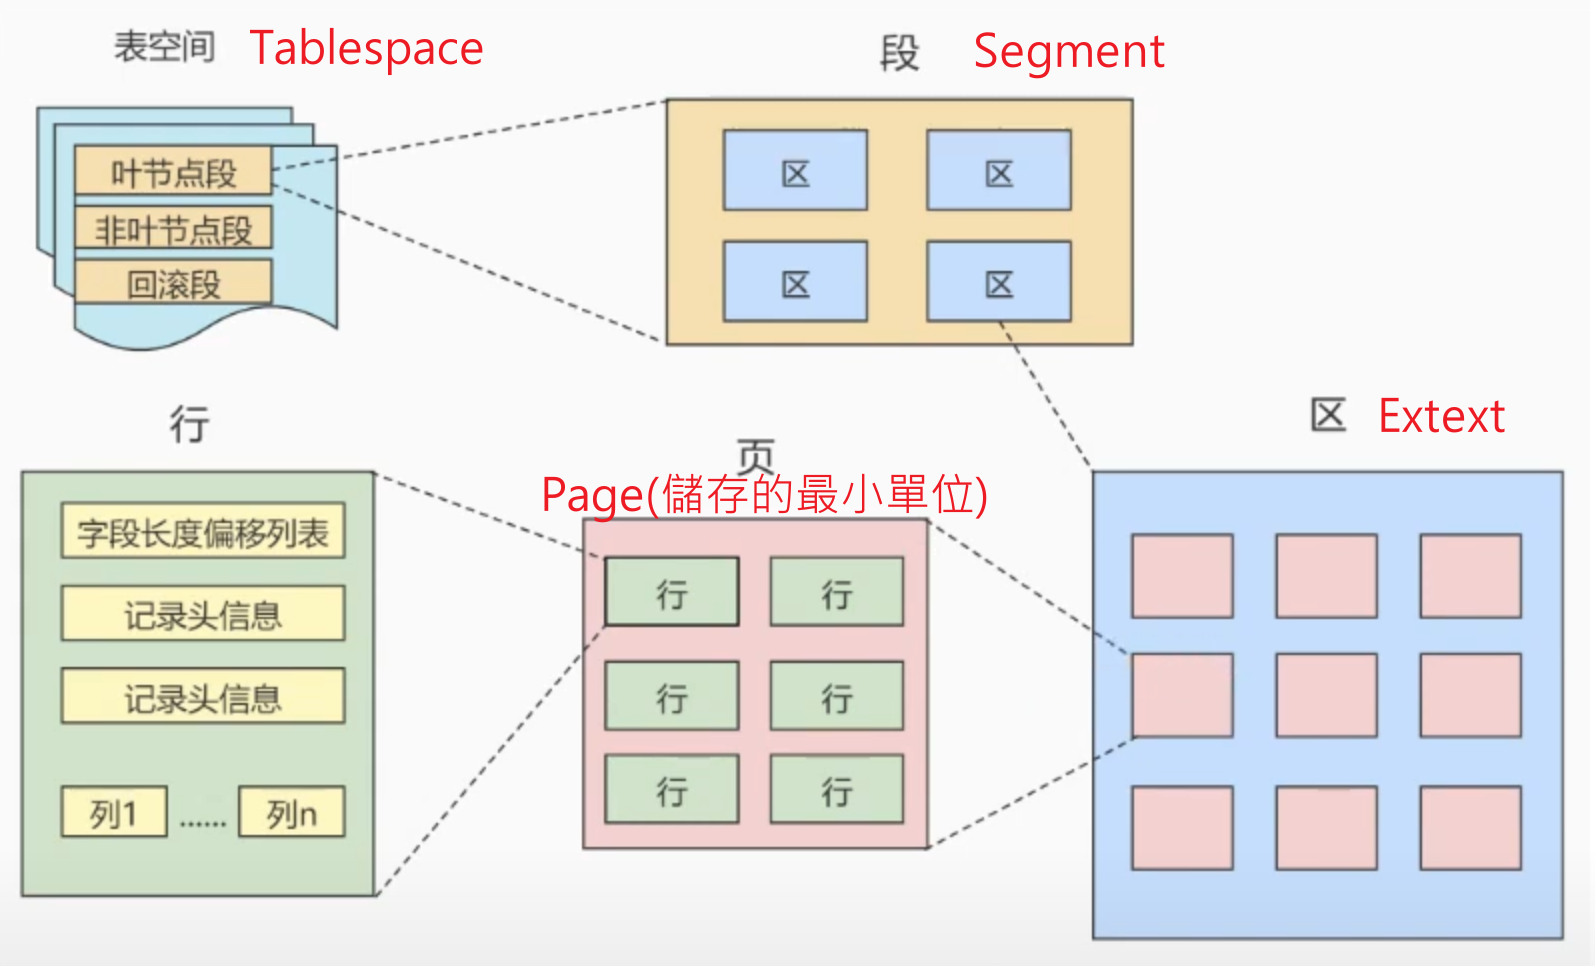 表空间 Tablespace
叶节点段
非叶节点段
回滚段
段 Segment
区 区
区 区
区 Extext
页
Page(儲存的最小單位)
行 行
行 行
行 行
行
字段长度偏移列表
记录头信息
记录头信息
列1 ...... 列n